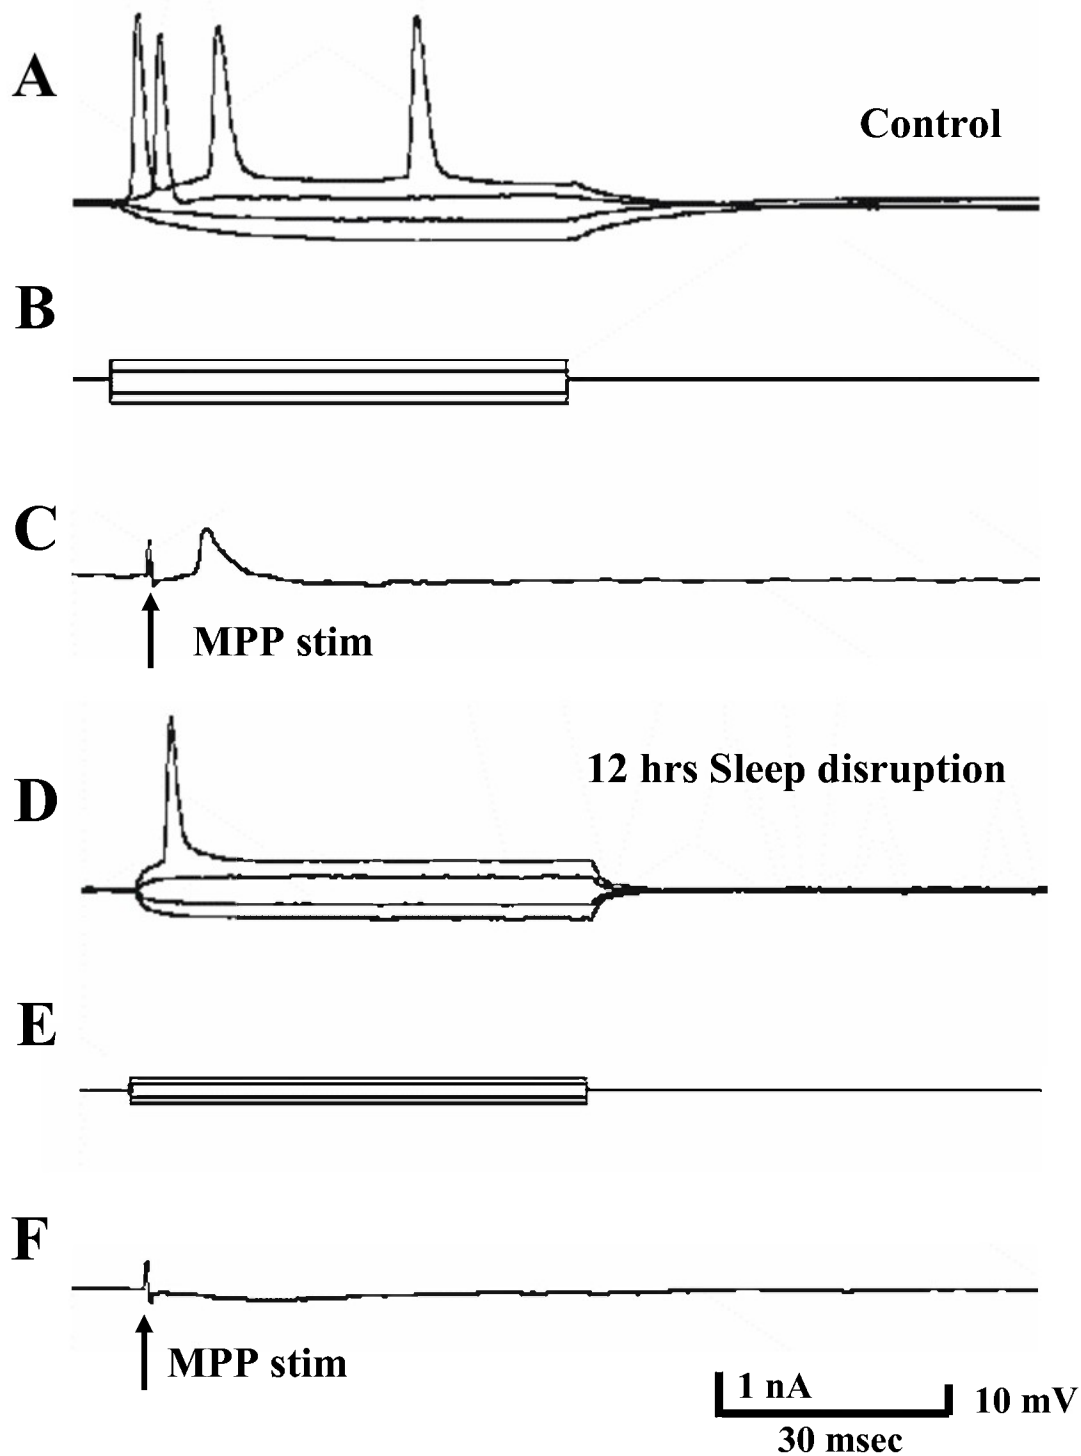 A
Control
B
C
MPP stim
D
12 hrs Sleep disruption
E
F
MPP stim
1 nA
10 mV
30 msec